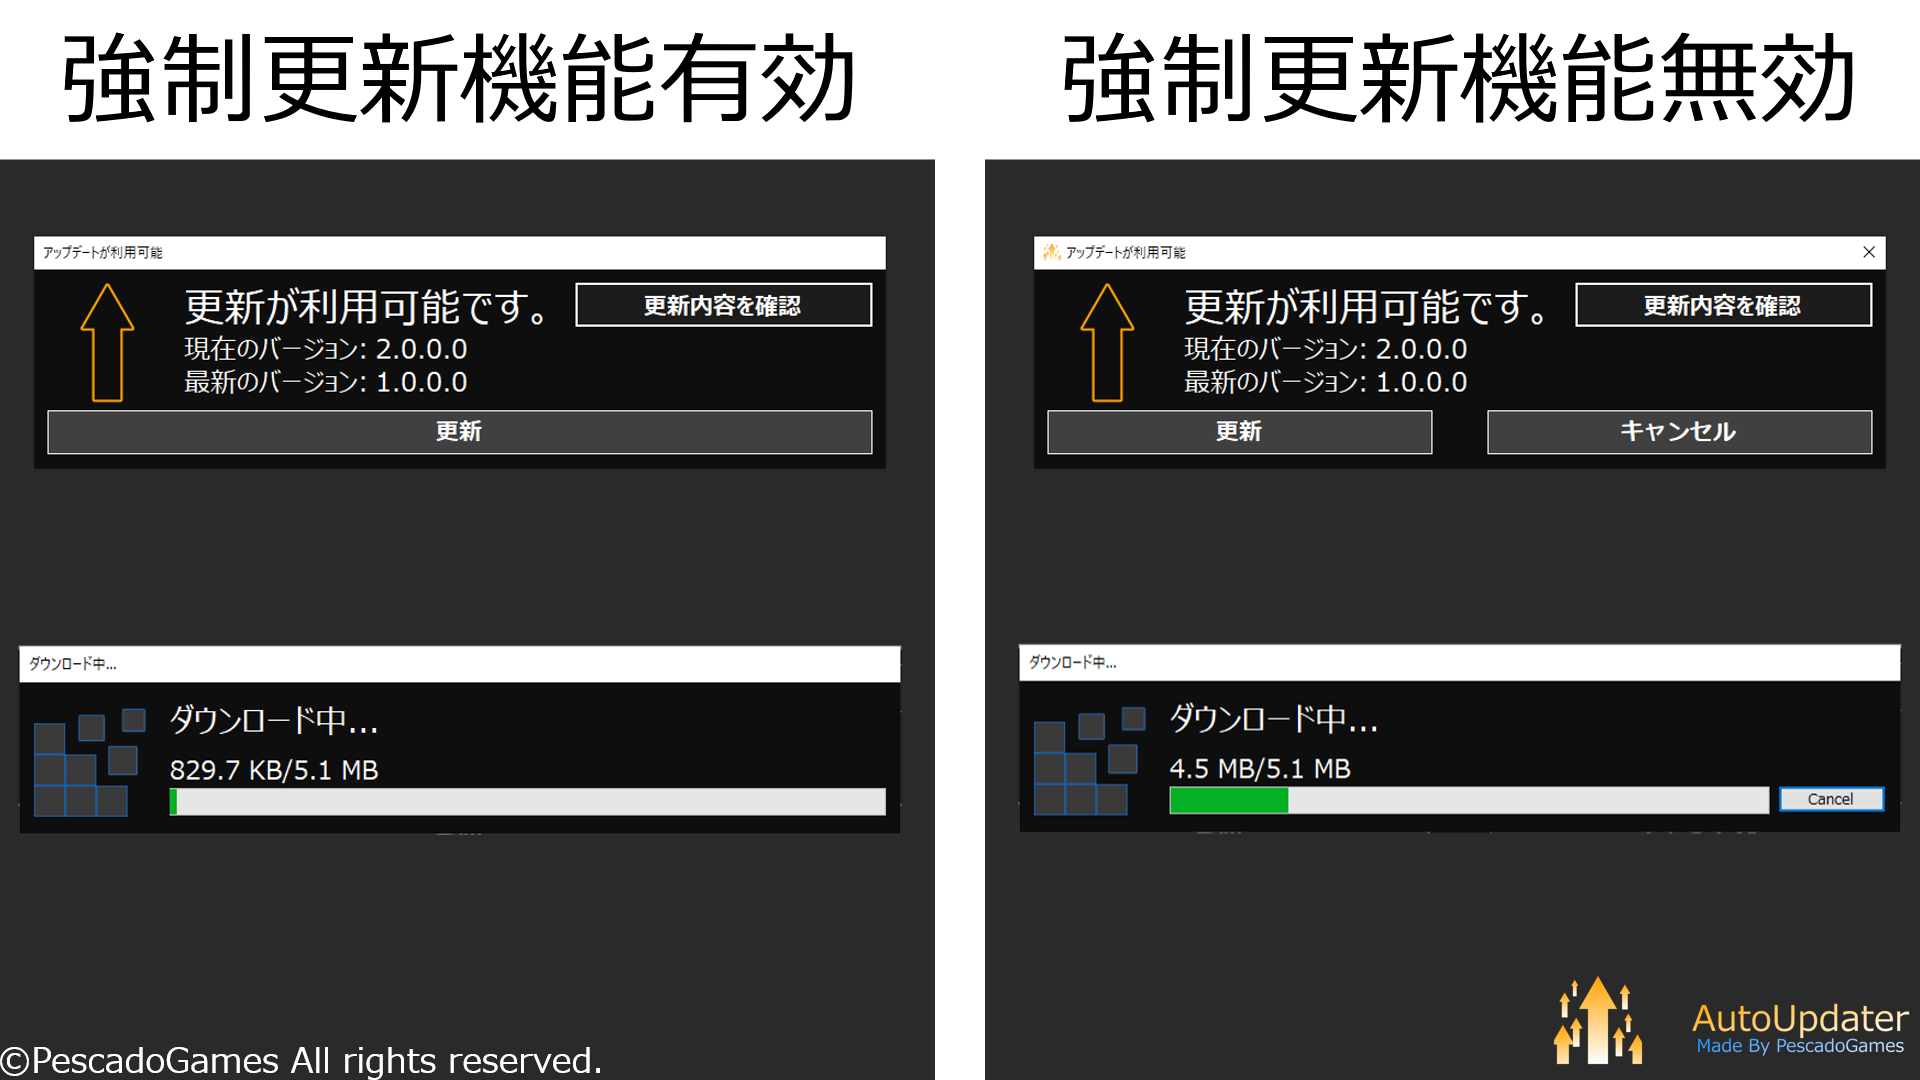 強制更新機能有効
アップデートが利用可能
更新が利用可能です。
更新内容を確認
現在のバージョン: 2.0.0.0
最新のバージョン: 1.0.0.0
更新
ダウンロード中...
ダウンロード中...
829.7 KB/5.1 MB
強制更新機能無効
アップデートが利用可能
更新が利用可能です。
更新内容を確認
現在のバージョン: 2.0.0.0
最新のバージョン: 1.0.0.0
更新
キャンセル
ダウンロード中...
ダウンロード中...
4.5 MB/5.1 MB
Cancel
AutoUpdater
Made By PescadoGames
©PescadoGames All rights reserved.